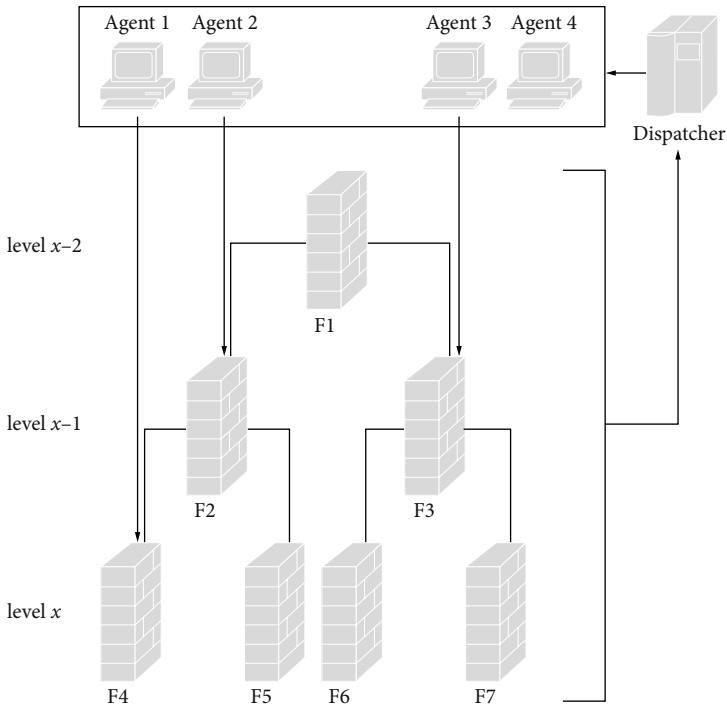 Agent 1
Agent 2
Agent 3
Agent 4
Dispatcher
level x–2
F1
level x–1
F2
F3
level x
F4
F5
F6
F7